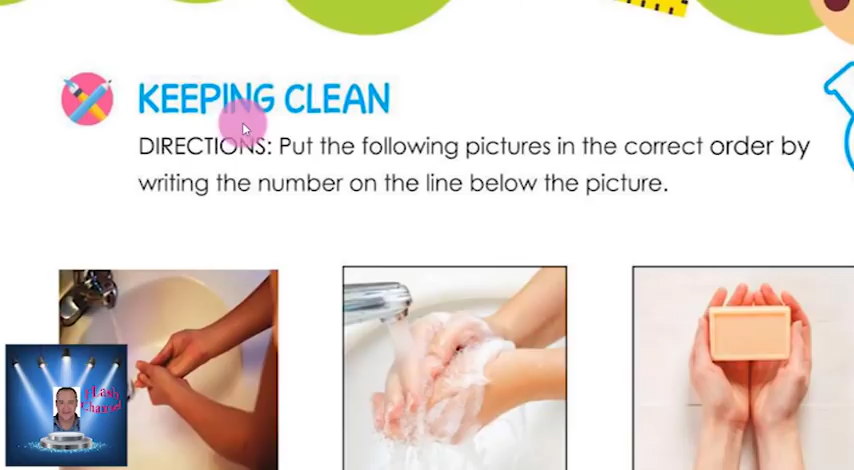 KEEPING CLEAN
DIRECTIONS: Put the following pictures in the correct order by
writing the number on the line below the picture.